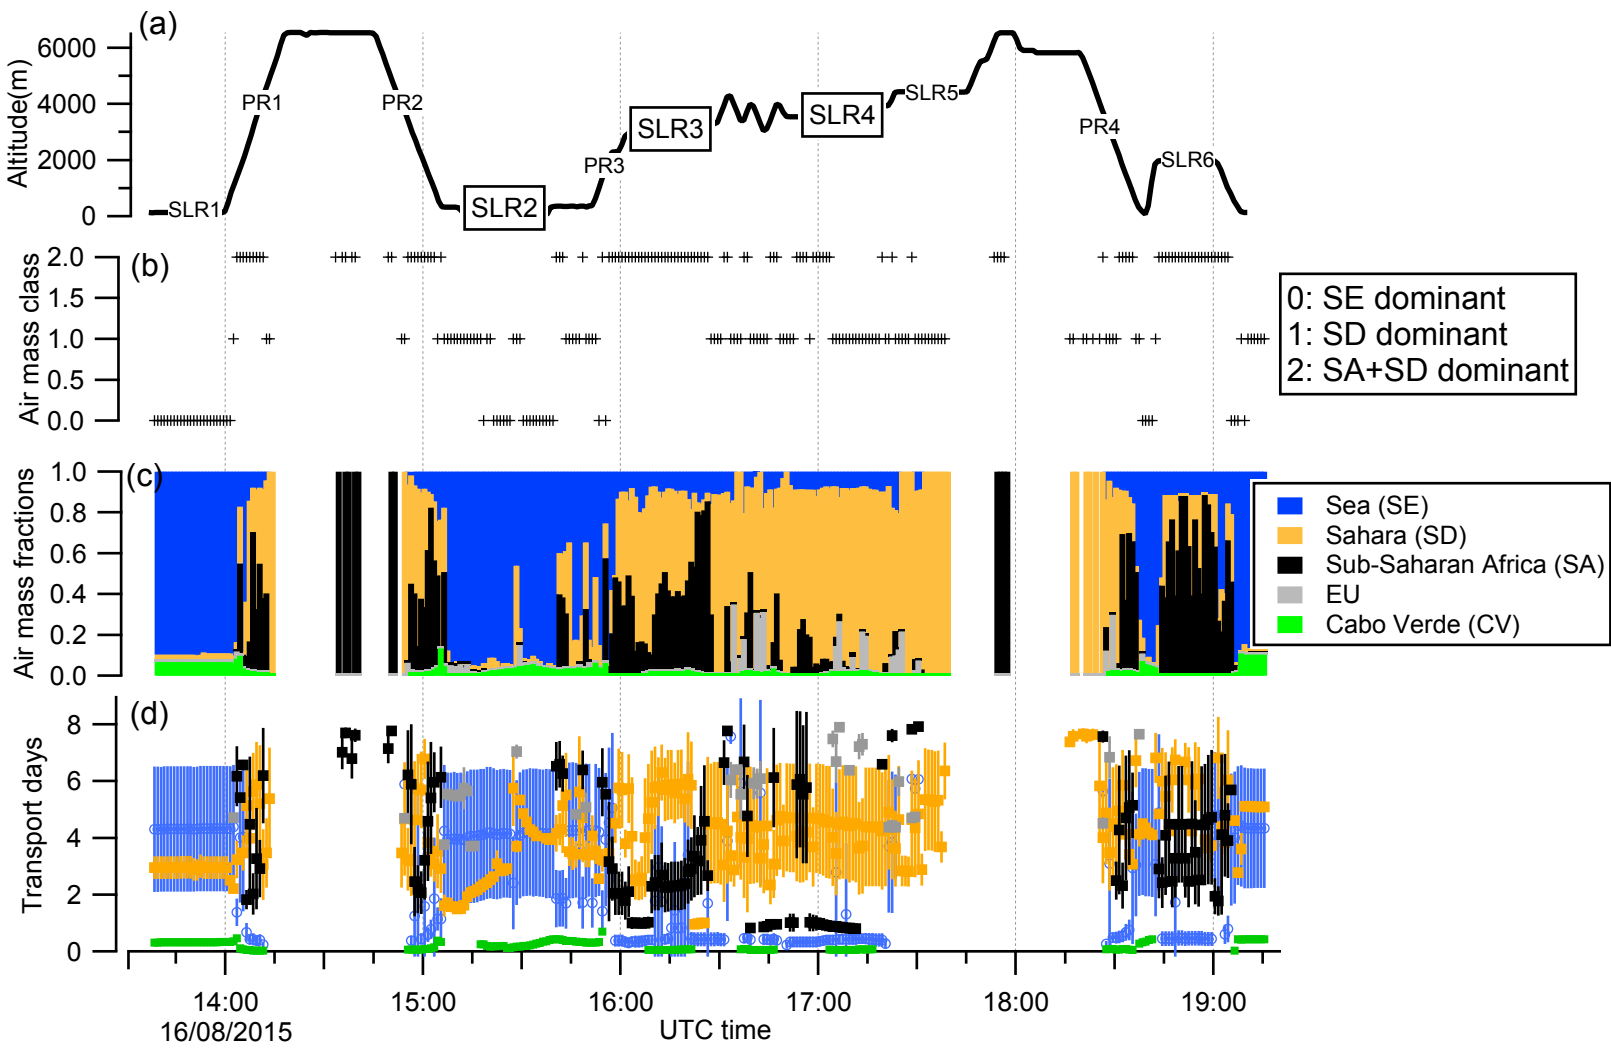 (a)
6000
4000
2000
0
Altitude(m)
SLR1
PR1
PR2
SLR2
PR3
SLR3
SLR4
SLR5
PR4
SLR6
(b)
2.0
1.5
1.0
0.5
0.0
Air mass class
0: SE dominant
1: SD dominant
2: SA+SD dominant
(c)
1.0
0.8
0.6
0.4
0.2
0.0
Air mass fractions
Sea (SE)
Sahara (SD)
Sub-Saharan Africa (SA)
EU
Cabo Verde (CV)
(d)
8
6
4
2
0
Transport days
14:00
15:00
16:00
17:00
18:00
19:00
16/08/2015
UTC time